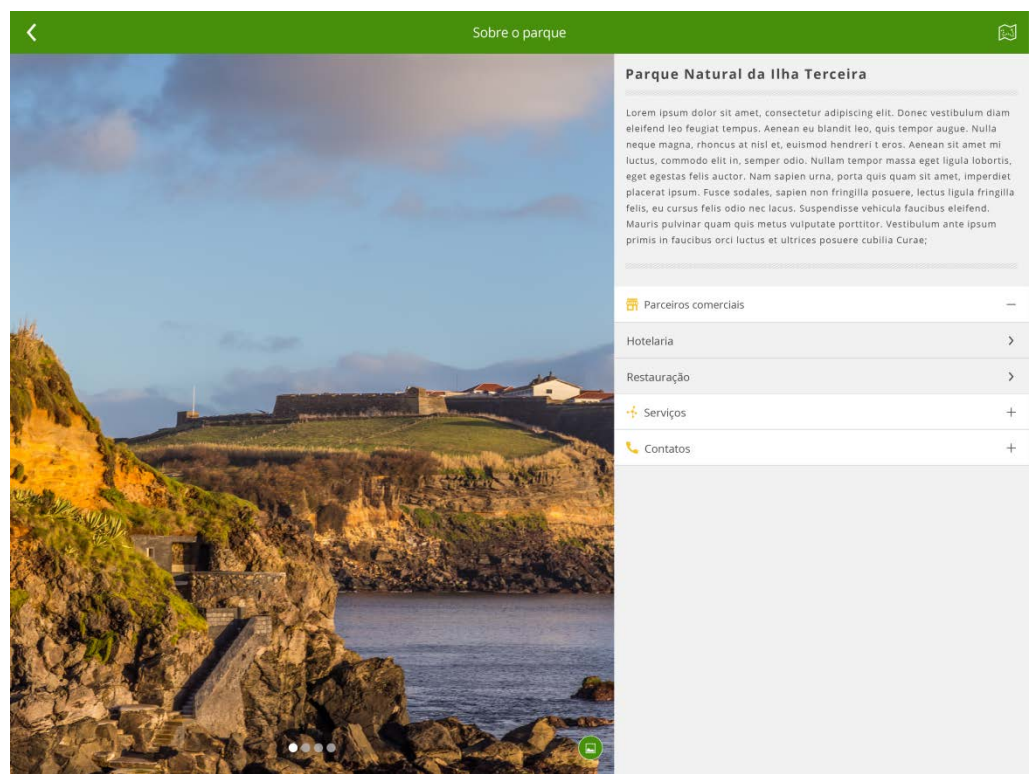 Sobre o parque
Parque Natural da Ilha Terceira
Lorem ipsum dolor sit amet, consectetur adipiscing elit. Donec vestibulum diam
eleifend leo feugiat tempus. Aenean eu blandit leo, quis tempor augue. Nulla
neque magna, rhoncus at nisl et, euismod hendreri t eros. Aenean sit amet mi
luctus, commodo elit in, semper odio. Nullam tempor massa eget ligula lobortis,
eget egestas felis auctor. Nam sapien urna, porta quis quam sit amet, imperdiet
placerat ipsum. Fusce sodales, sapien non fringilla posuere, lectus ligula fringilla
felis, eu cursus felis odio nec lacus. Suspendisse vehicula faucibus eleifend.
Mauris pulvinar quam quis metus vulputate porttitor. Vestibulum ante ipsum
primis in faucibus orci luctus et ultrices posuere cubilia Curae;
Parceiros comerciais
Hotelaria
Restauração
Serviços
Contatos